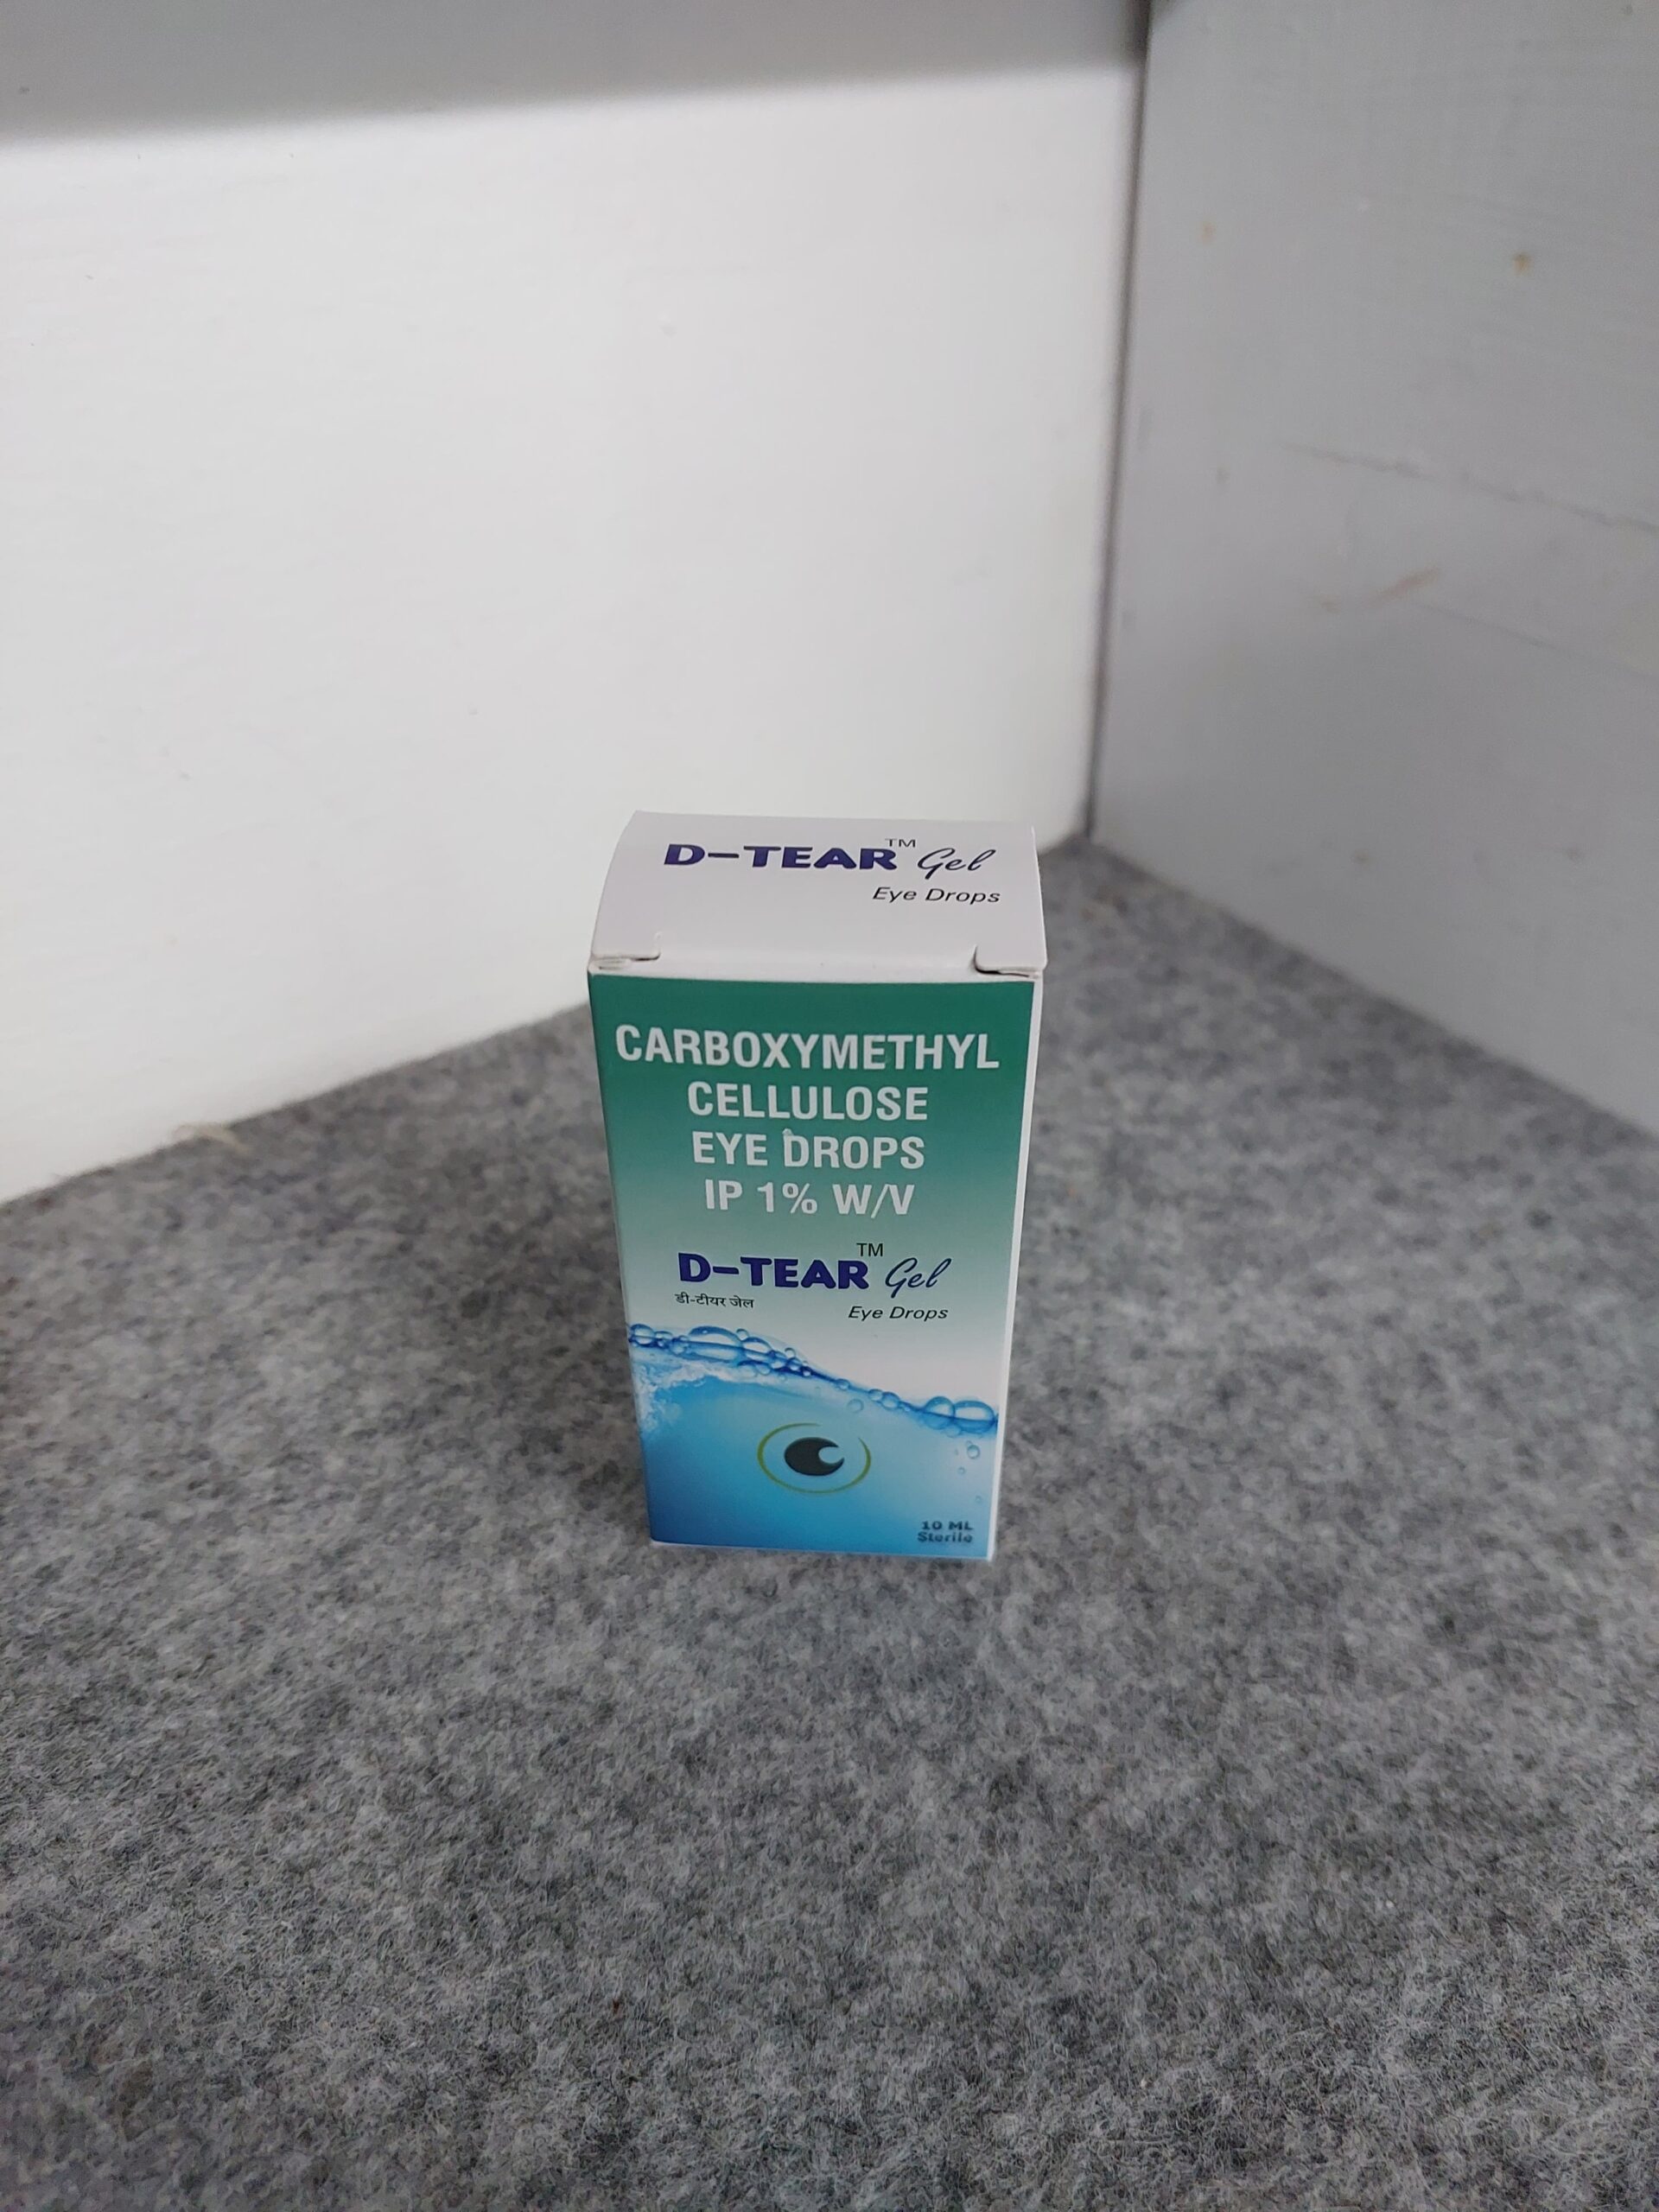 D-TEAR™ Gel
Eye Drops
CARBOXYMETHYL
CELLULOSE
EYE DROPS
IP 1% W/V
D-TEAR™ Gel
डी-टीयर जेल
Eye Drops
10 ML
Sterile